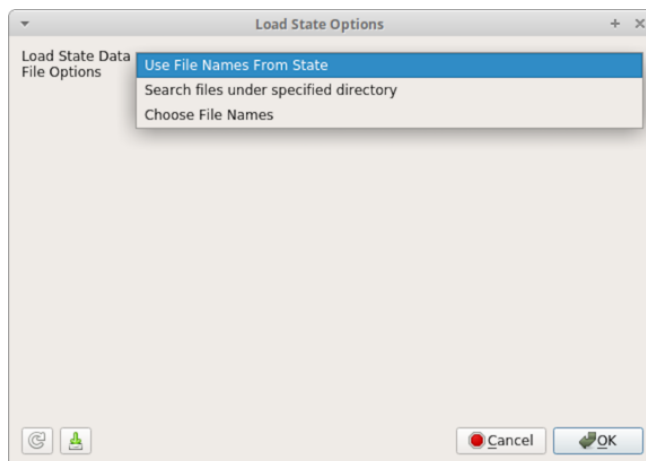 Load State Options
Load State Data
File Options
Use File Names From State
Search files under specified directory
Choose File Names
Cancel
OK